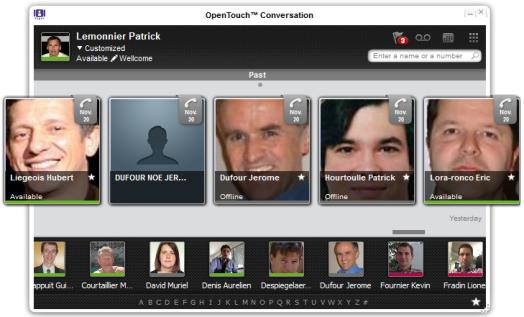 OpenTouch™ Conversation
Lemonnier Patrick
Customized
Available Wellcome
9
Enter a name or a number
Past
Nov. 20
Nov. 20
Nov. 20
Nov. 20
Nov. 20
Liegeois Hubert
DUFOUR NOE JER...
Dufour Jerome
Hourtoulle Patrick
Lora-ronco Eric
Available
Offline
Offline
Available
Yesterday
appuit Gui...
Courtaillier M...
David Muriel
Denis Aurelien
Despiegelaer...
Dufour Jerome
Fournier Kevin
Fradin Lione
A B C D E F G H I J K L M N O P Q R S T U V W X Y Z #